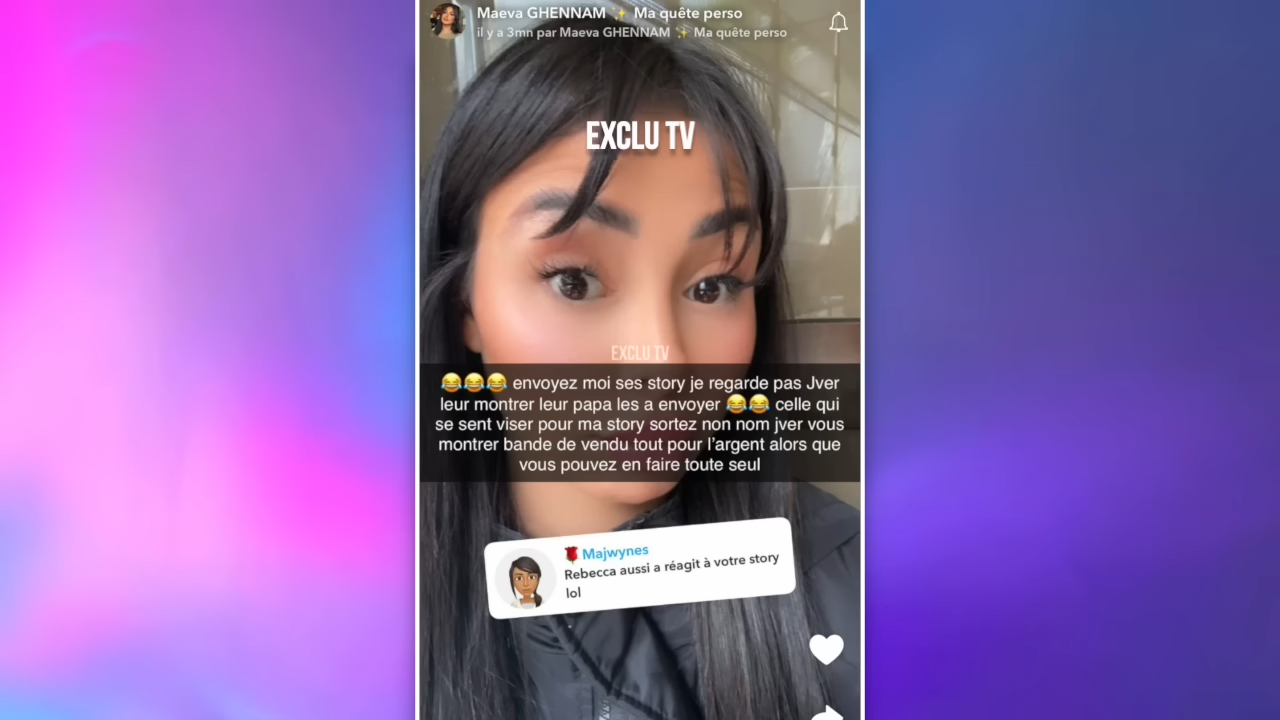 Maeva GHENNAM ✨ Ma quête perso
il y a 3mn par Maeva GHENNAM ✨ Ma quête perso
EXCLU TV
EXCLU TV
😂😂😂 envoyez moi ses story je regarde pas Jver
leur montrer leur papa les a envoyer 😂😂 celle qui
se sent viser pour ma story sortez non nom jver vous
montrer bande de vendu tout pour l'argent alors que
vous pouvez en faire toute seul
🌹 Majwynes
Rebecca aussi a réagit à votre story
lol